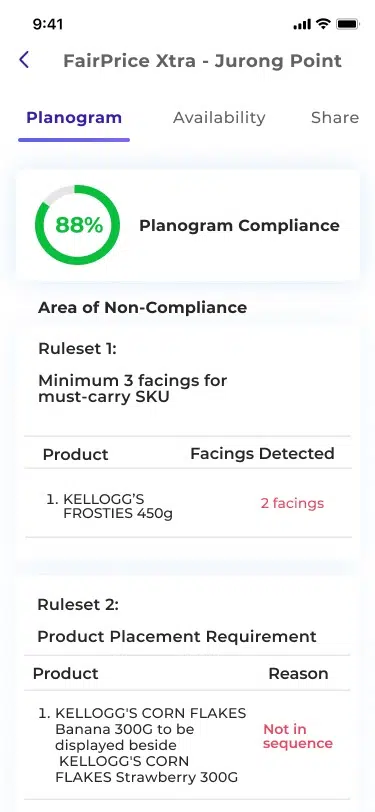 9:41
FairPrice Xtra - Jurong Point
Planogram Availability Share
88% Planogram Compliance
Area of Non-Compliance
Ruleset 1:
Minimum 3 facings for
must-carry SKU
Product Facings Detected
1. KELLOGG’S 2 facings
FROSTIES 450g
Ruleset 2:
Product Placement Requirement
Product Reason
1. KELLOGG'S CORN FLAKES
Banana 300G to be Not in
displayed beside sequence
KELLOGG'S CORN
FLAKES Strawberry 300G